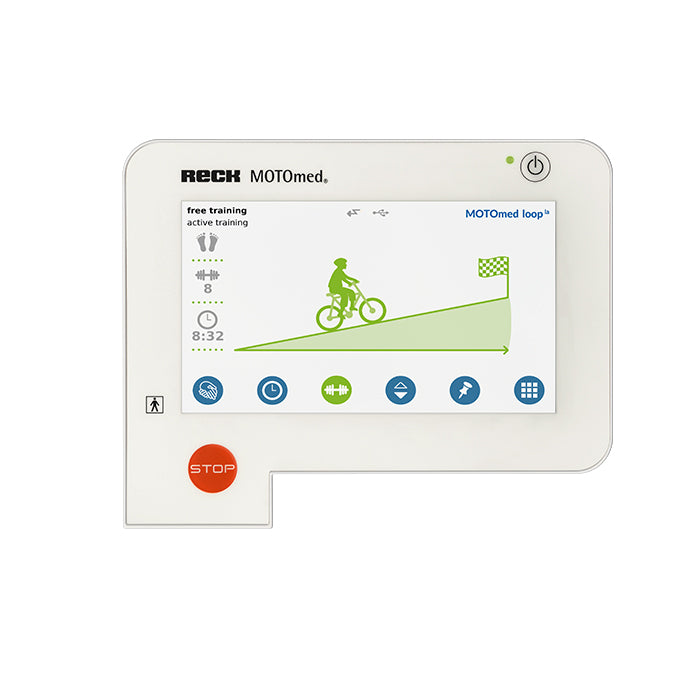 RECK MOTOmed®
free training
active training
MOTOmed loop la
8
8:32
STOP